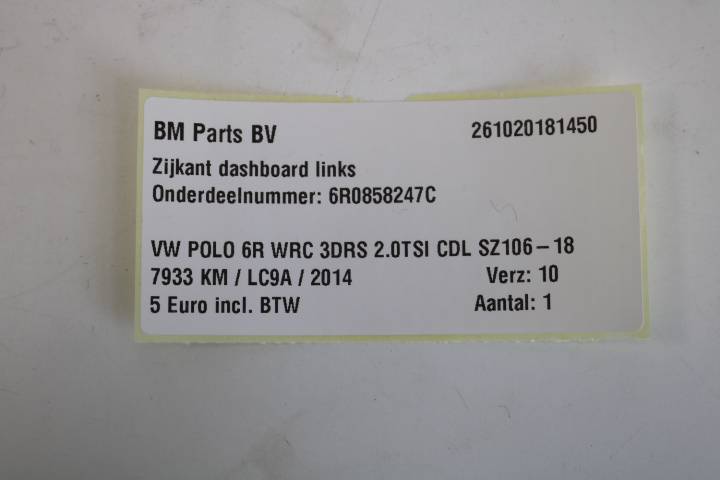 BM Parts BV 261020181450
Zijkant dashboard links
Onderdeelnummer: 6R0858247C
VW POLO 6R WRC 3DRS 2.0TSI CDL SZ106-18
7933 KM / LC9A / 2014 Verz: 10
5 Euro incl. BTW Aantal: 1